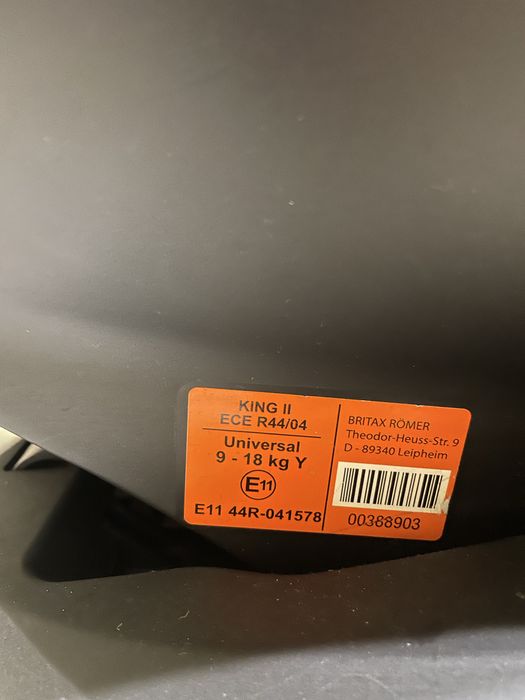 KING II
ECE R44/04
Universal
9 - 18 kg Y
E11
E11 44R-041578
BRITAX RÖMER
Theodor-Heuss-Str. 9
D - 89340 Leipheim
00388903